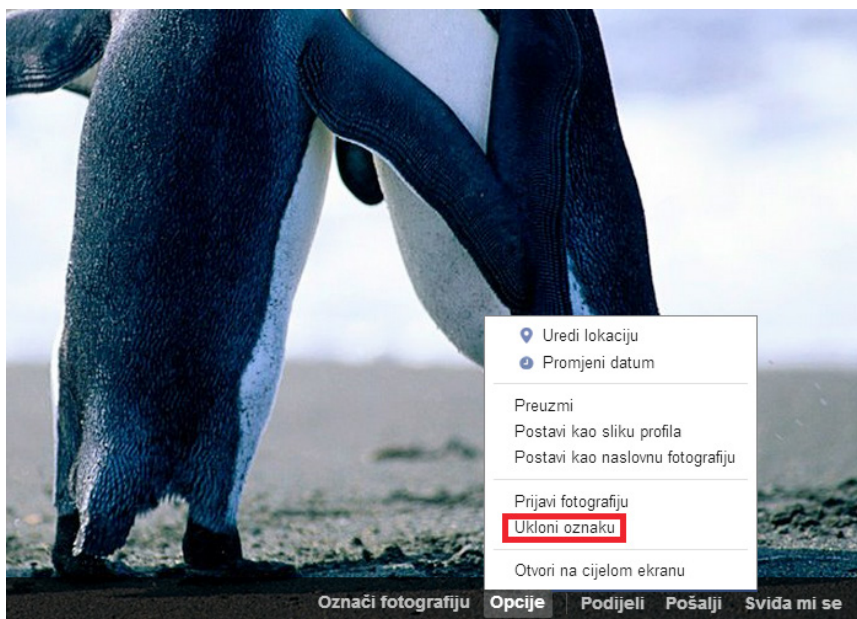 Uredi lokaciju
Promjeni datum
Preuzmi
Postavi kao sliku profila
Postavi kao naslovnu fotografiju
Prijavi fotografiju
Ukloni oznaku
Otvori na cijelom ekranu
Označi fotografiju Opcije Podijeli Pošalji Sviđa mi se